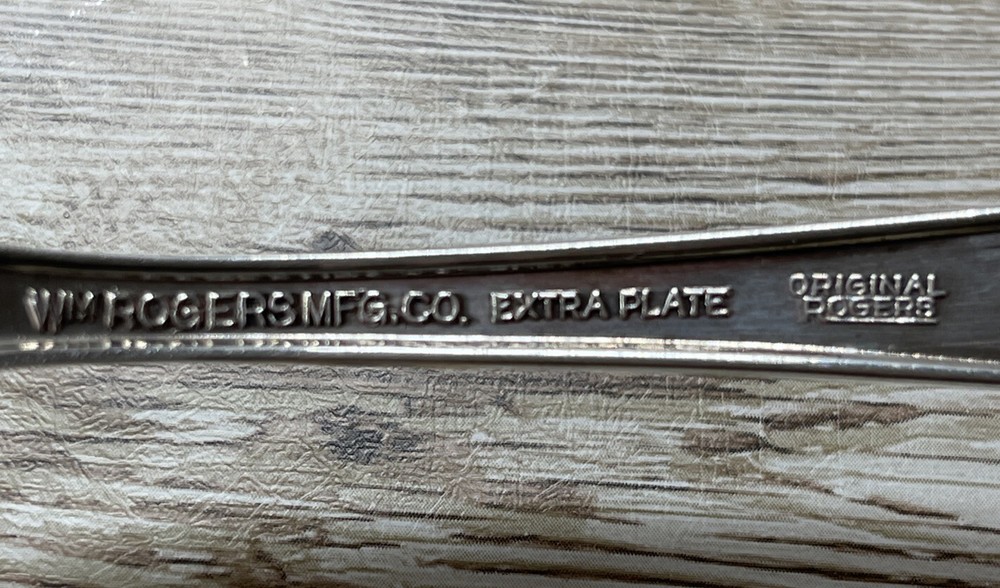 WM ROGERS MFG. CO. EXTRA PLATE ORIGINAL
ROGERS